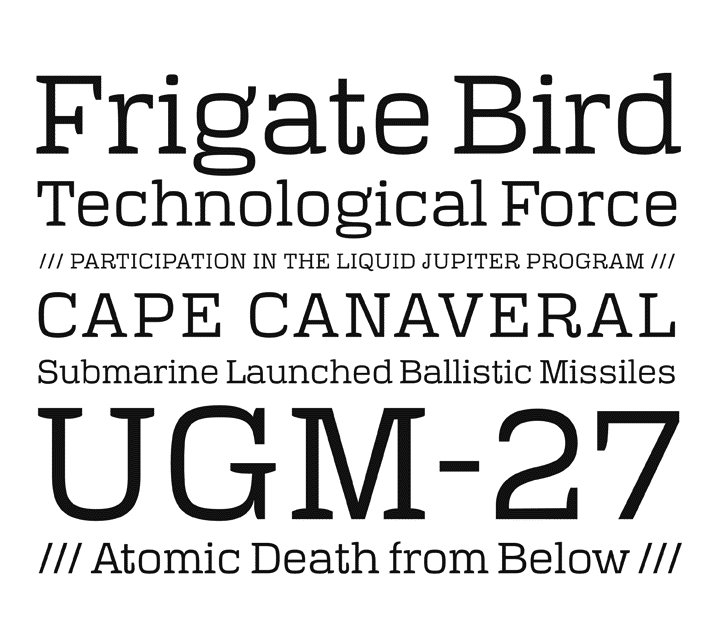 Frigate Bird
Technological Force
/// PARTICIPATION IN THE LIQUID JUPITER PROGRAM ///
CAPE CANAVERAL
Submarine Launched Ballistic Missiles
UGM-27
/// Atomic Death from Below ///